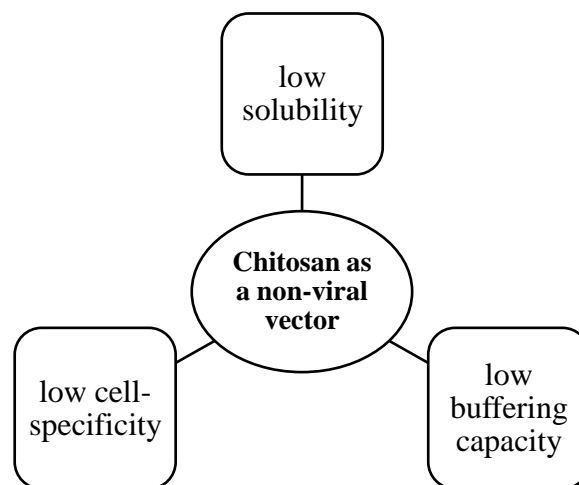 low
solubility
Chitosan as
a non-viral
vector
low cell-
specificity
low
buffering
capacity